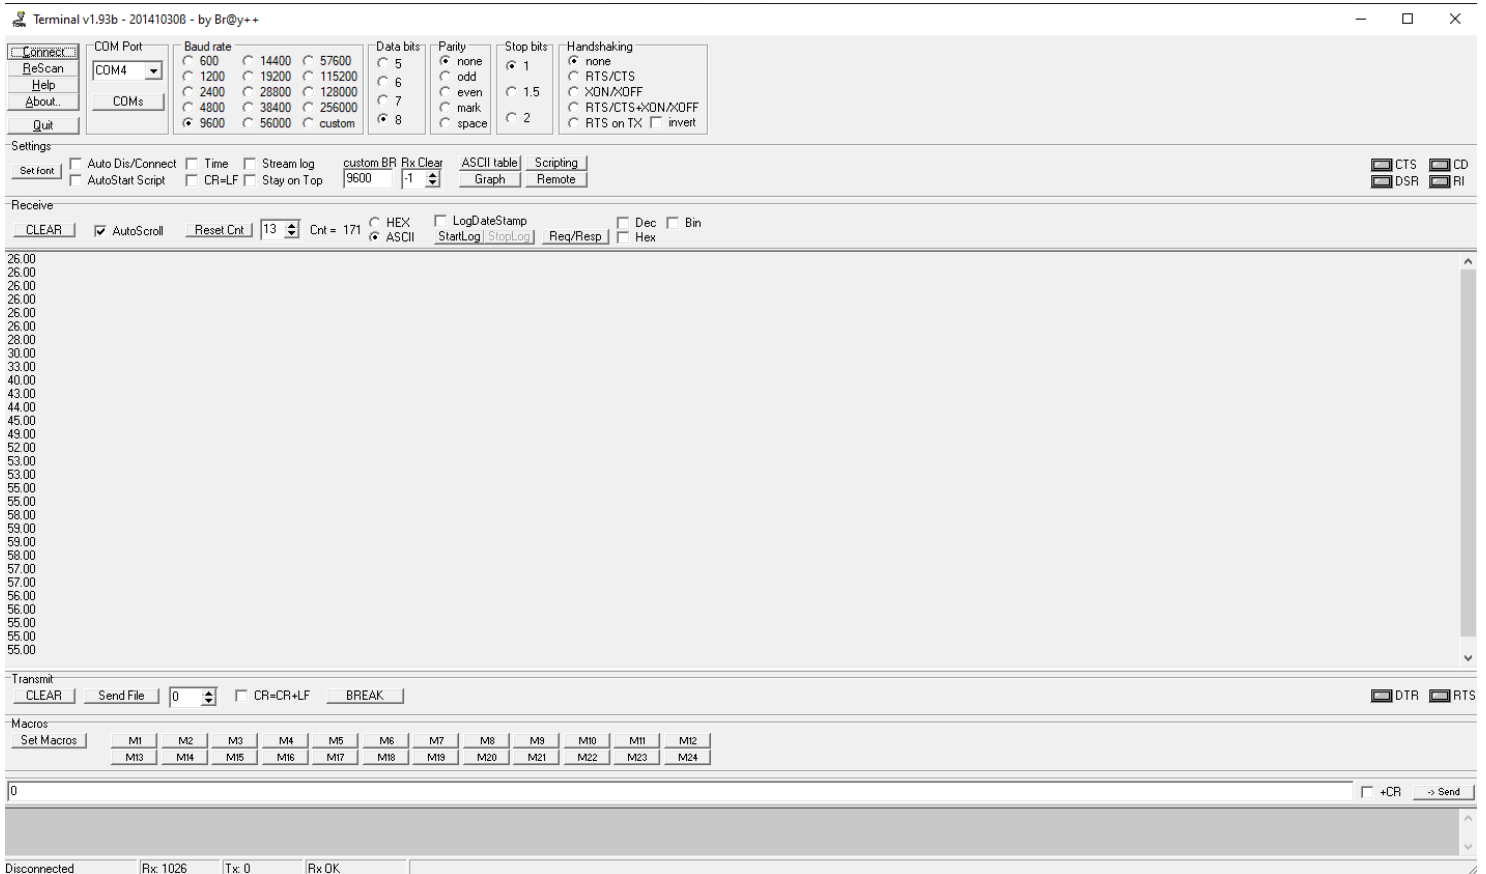 Terminal v1.93b - 20141030ß - by Br@y++
Connect
ReScan
Help
About..
Quit
COM Port
COM4
COMs
Baud rate
600 14400 57600
1200 19200 115200
2400 28800 128000
4800 38400 256000
9600 56000 custom
Data bits
5
6
7
8
Parity
none
odd
even
mark
space
Stop bits
1
1.5
2
Handshaking
none
RTS/CTS
XON/XOFF
RTS/CTS+XON/XOFF
RTS on TX invert
Settings
Set font
Auto Dis/Connect Time Stream log
AutoStart Script CR=LF Stay on Top
custom BR Rx Clear
9600 -1
ASCII table Scripting
Graph Remote
CTS CD
DSR RI
Receive
CLEAR AutoScroll Reset Cnt 13 Cnt = 171
HEX
ASCII
LogDateStamp
StartLog StopLog Req/Resp
Dec Bin
Hex
26.00
26.00
26.00
26.00
26.00
26.00
28.00
30.00
33.00
40.00
43.00
44.00
45.00
49.00
52.00
53.00
53.00
55.00
55.00
58.00
59.00
59.00
58.00
57.00
57.00
56.00
56.00
55.00
55.00
55.00
Transmit
CLEAR Send File 0 CR=CR+LF BREAK
DTR RTS
Macros
Set Macros
M1 M2 M3 M4 M5 M6 M7 M8 M9 M10 M11 M12
M13 M14 M15 M16 M17 M18 M19 M20 M21 M22 M23 M24
0 +CR -> Send
Disconnected Rx: 1026 Tx: 0 Rx OK